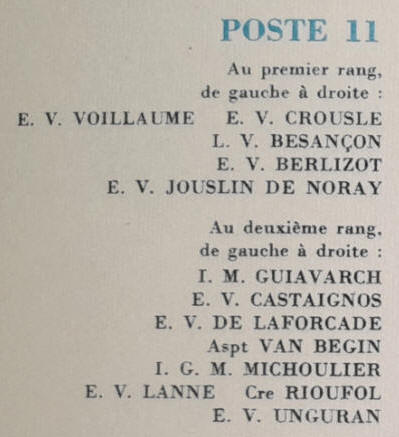 POSTE 11
Au premier rang,
de gauche à droite :
E. V. VOILLAUME E. V. CROUSLE
L. V. BESANÇON
E. V. BERLIZOT
E. V. JOUSLIN DE NORAY
Au deuxième rang,
de gauche à droite :
I. M. GUIAVARCH
E. V. CASTAIGNOS
E. V. DE LAFORCADE
Aspt VAN BEGIN
I. G. M. MICHOULIER
E. V. LANNE Cre RIOUFOL
E. V. UNGURAN